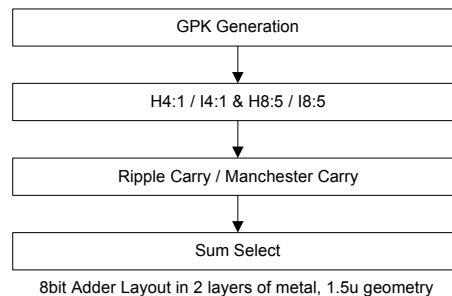 GPK Generation
H4:1 / I4:1 & H8:5 / I8:5
Ripple Carry / Manchester Carry
Sum Select
8bit Adder Layout in 2 layers of metal, 1.5u geometry